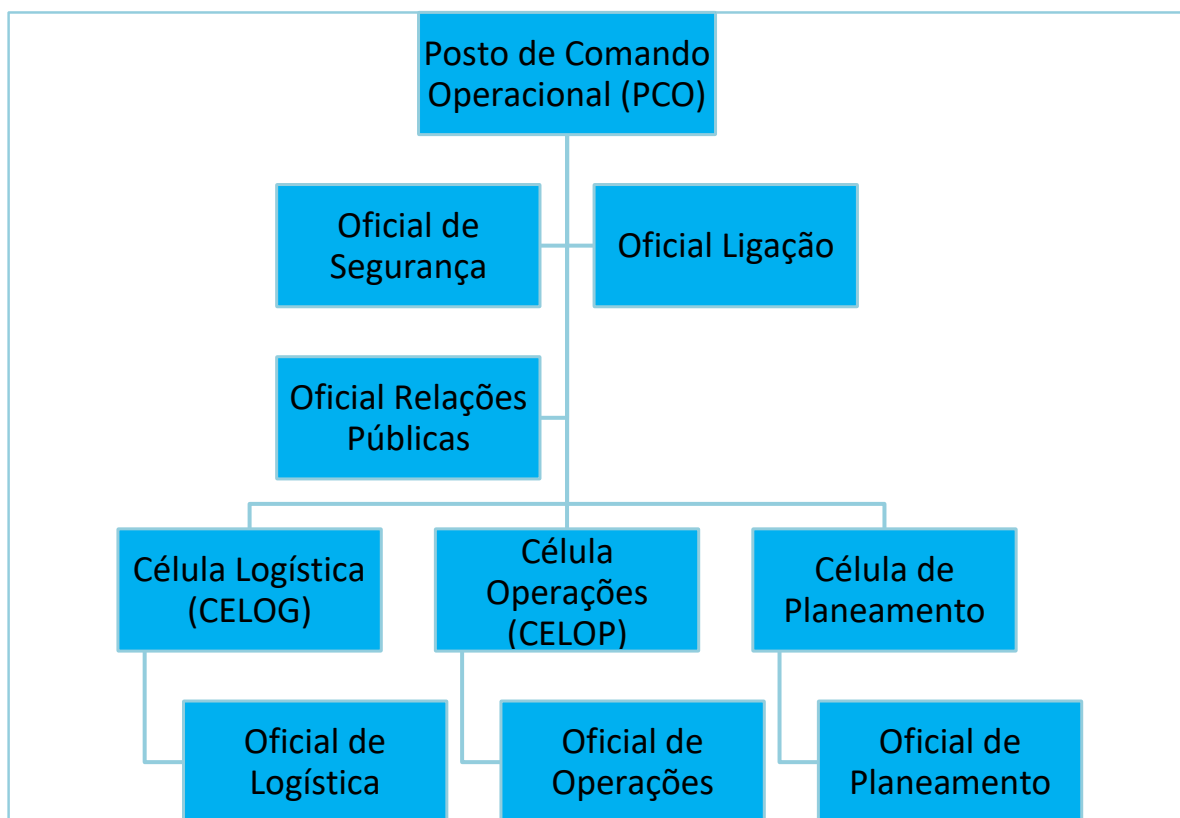 Posto de Comando
Operacional (PCO)
Oficial de
Segurança
Oficial Ligação
Oficial Relações
Públicas
Célula Logística
(CELOG)
Célula
Operações
(CELOP)
Célula de
Planeamento
Oficial de
Logística
Oficial de
Operações
Oficial de
Planeamento